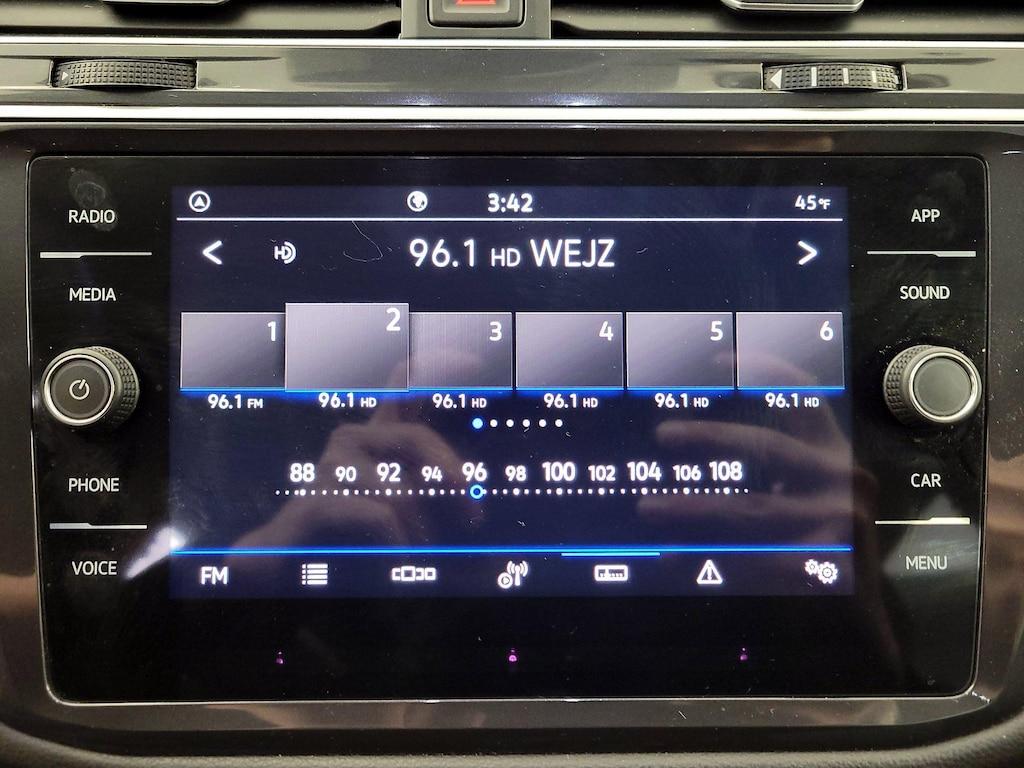 3:42 45°F
RADIO
APP
< 96.1 HD WEJZ >
MEDIA
SOUND
1 2 3 4 5 6
96.1 FM 96.1 HD 96.1 HD 96.1 HD 96.1 HD 96.1 HD
88 90 92 94 96 98 100 102 104 106 108
PHONE
CAR
VOICE
FM
MENU